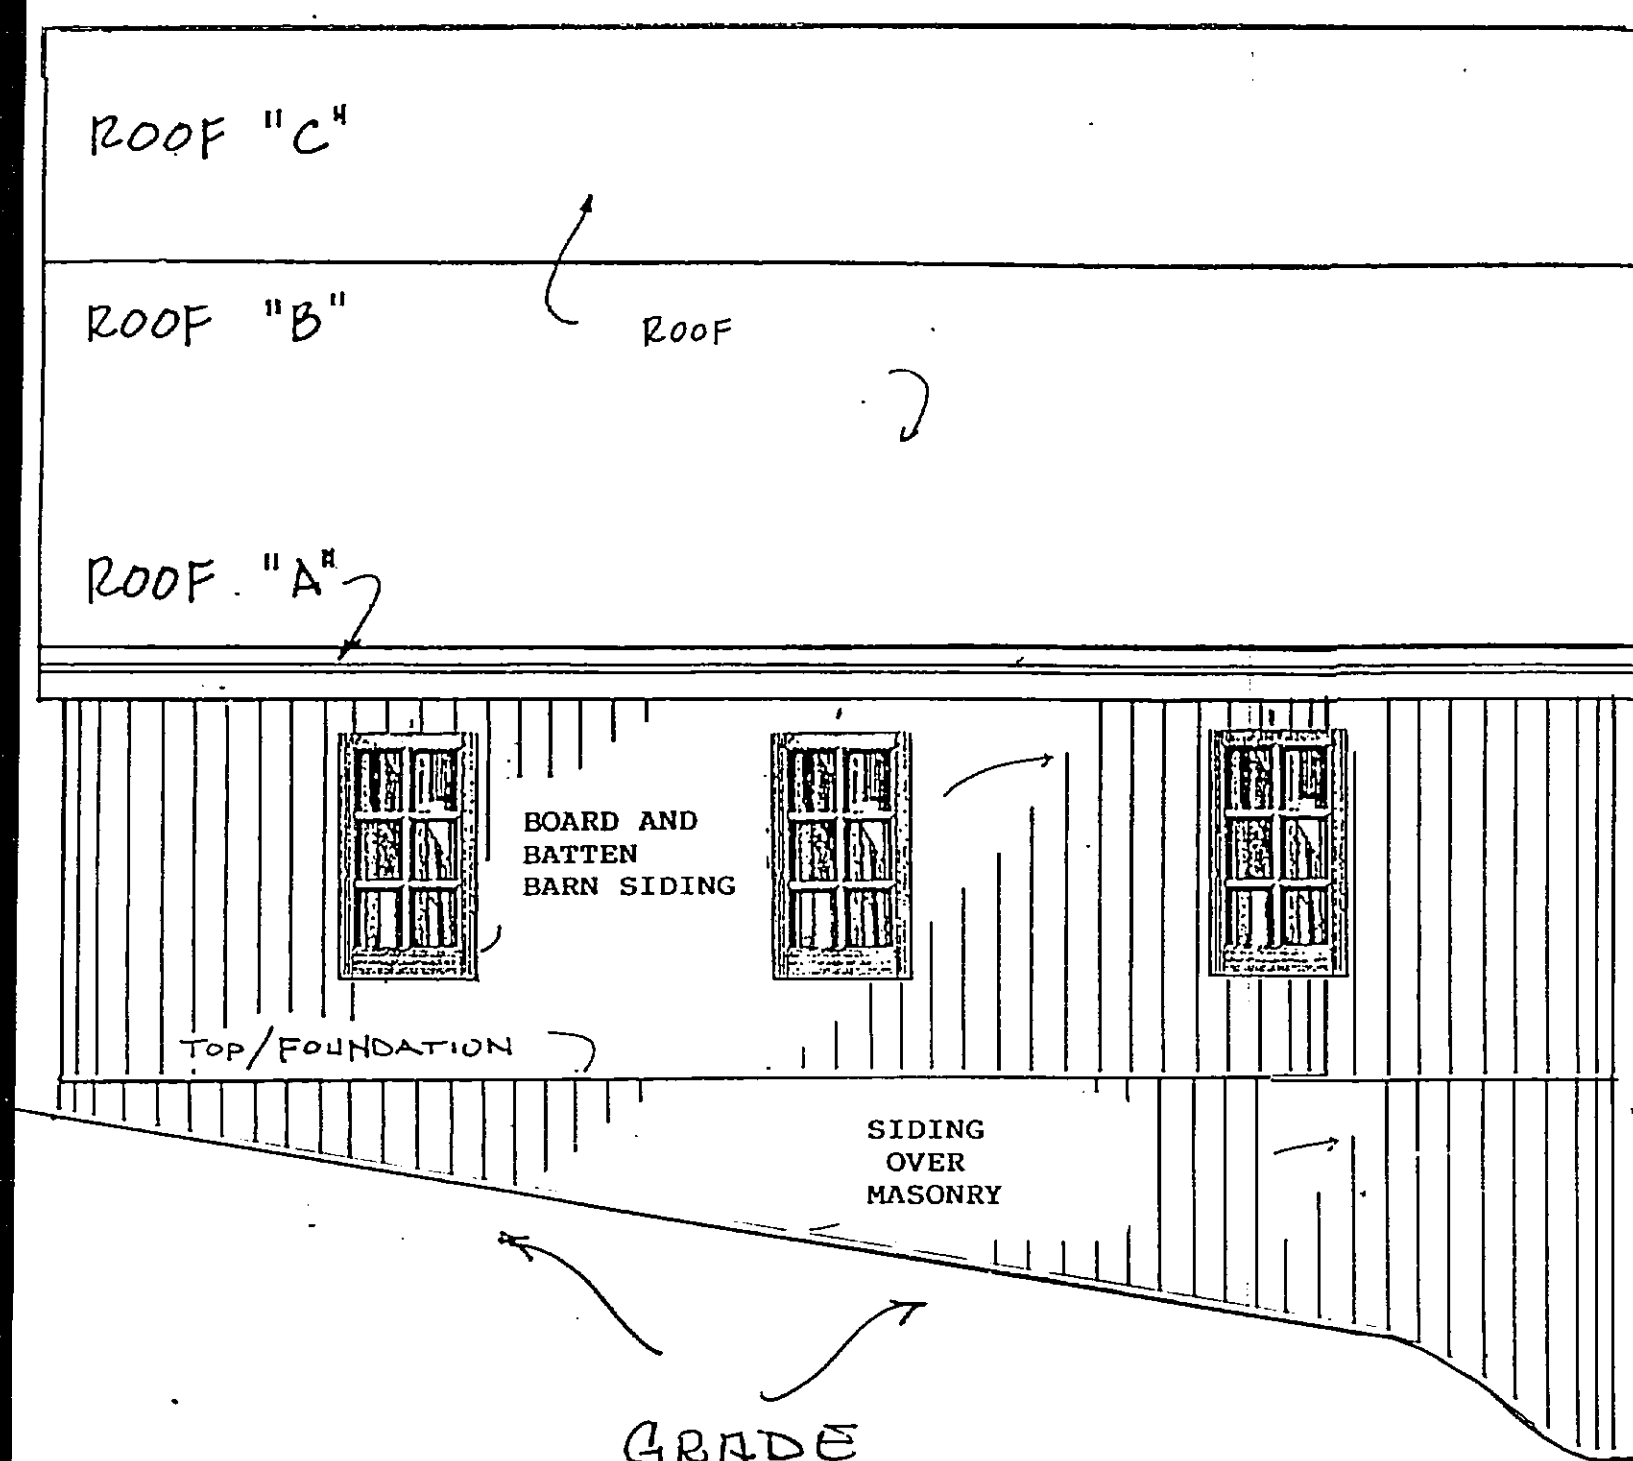 ROOF "C"
ROOF "B"
ROOF
ROOF "A"
BOARD AND
BATTEN
BARN SIDING
TOP/FOUNDATION
SIDING
OVER
MASONRY
GRADE